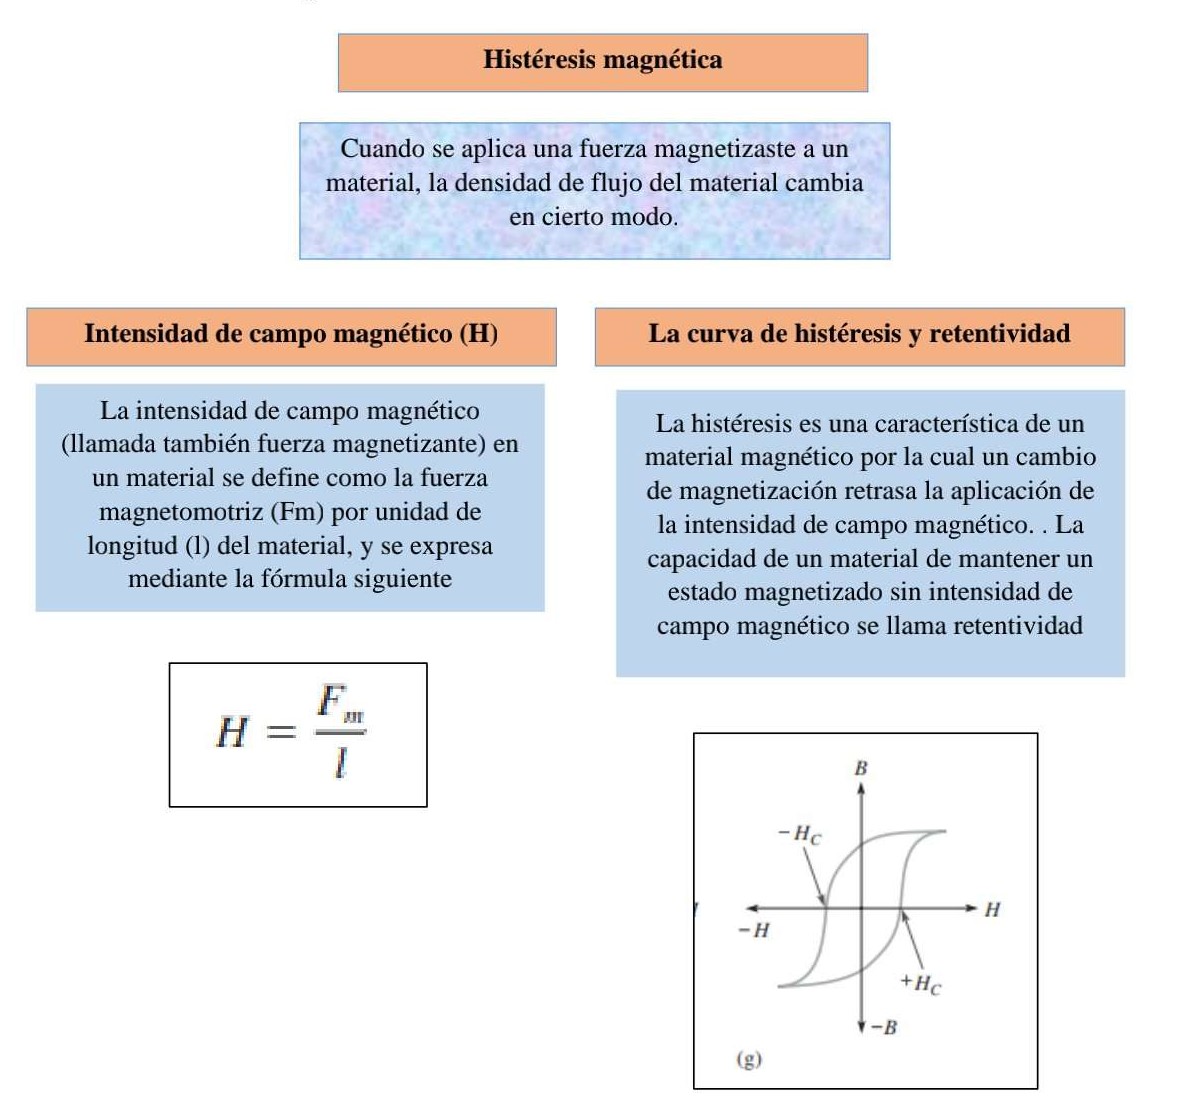 Histéresis magnética
Cuando se aplica una fuerza magnetizaste a un
material, la densidad de flujo del material cambia
en cierto modo.
Intensidad de campo magnético (H)
La intensidad de campo magnético
(llamada también fuerza magnetizante) en
un material se define como la fuerza
magnetomotriz (Fm) por unidad de
longitud (l) del material, y se expresa
mediante la fórmula siguiente
H = F_m / l
La curva de histéresis y retentividad
La histéresis es una característica de un
material magnético por la cual un cambio
de magnetización retrasa la aplicación de
la intensidad de campo magnético. . La
capacidad de un material de mantener un
estado magnetizado sin intensidad de
campo magnético se llama retentividad
B
−H_C
H
−H
+H_C
−B
(g)